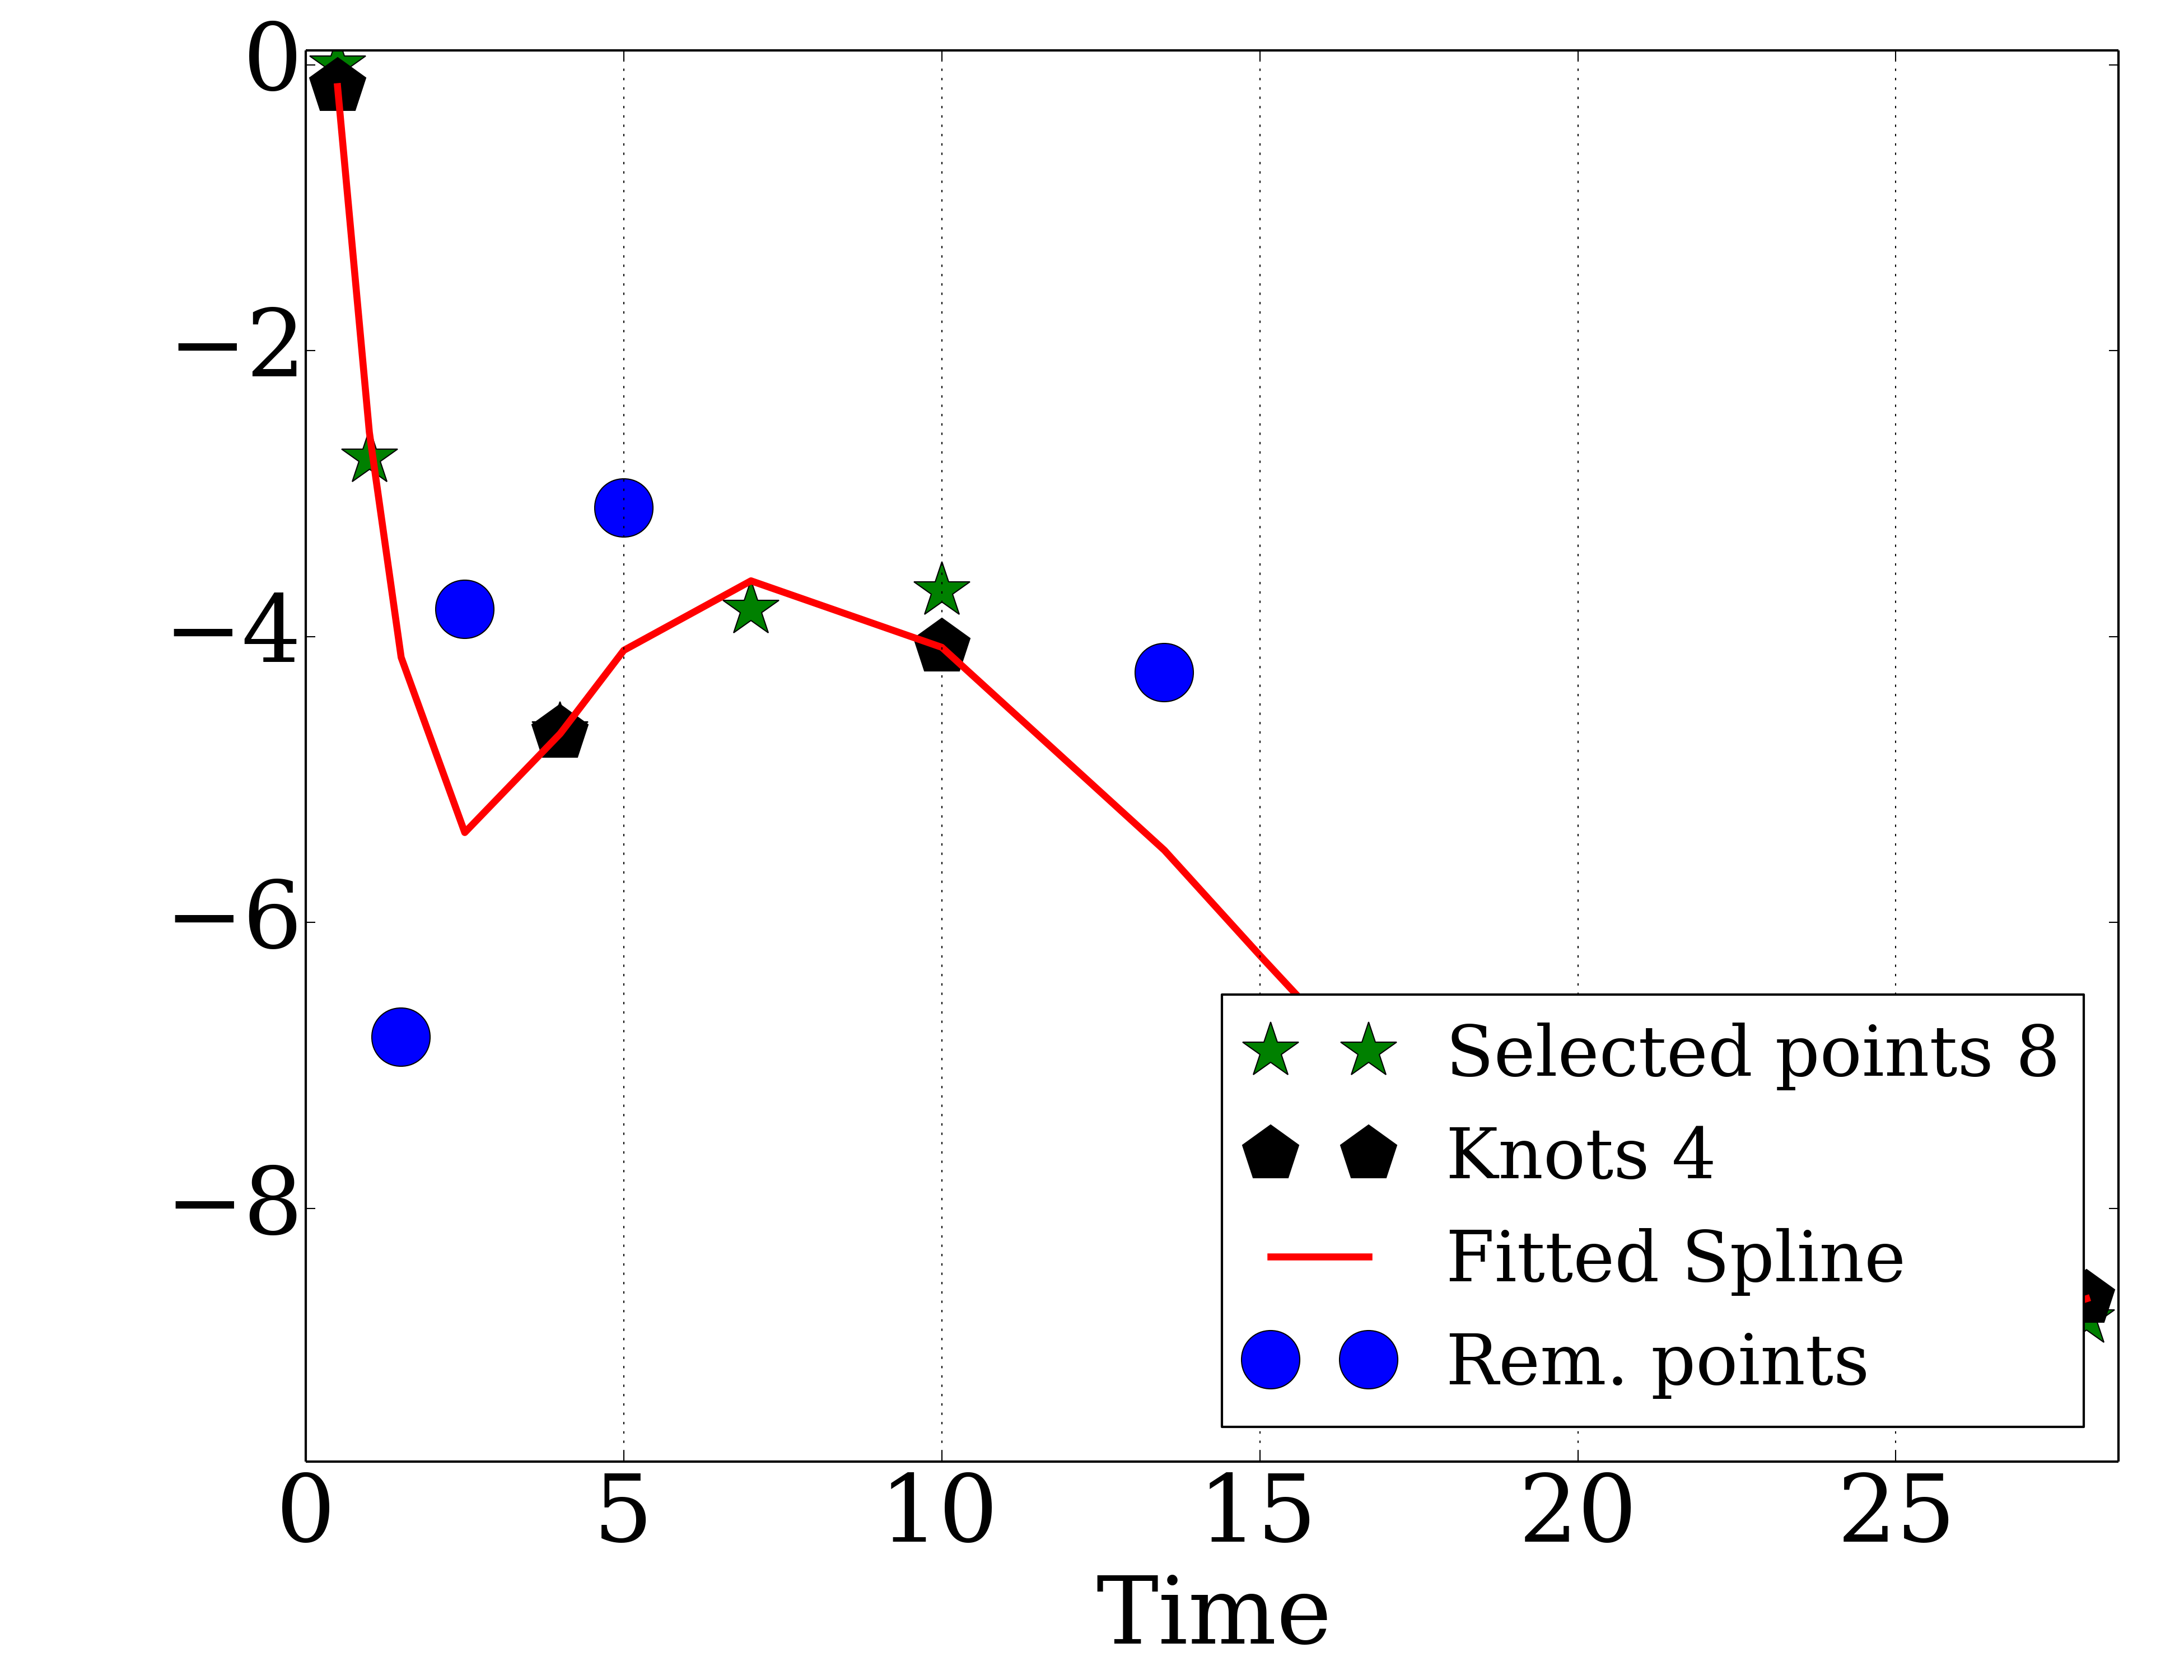 0
−2
−4
−6
−8
Selected points 8
Knots 4
Fitted Spline
Rem. points
0 5 10 15 20 25
Time